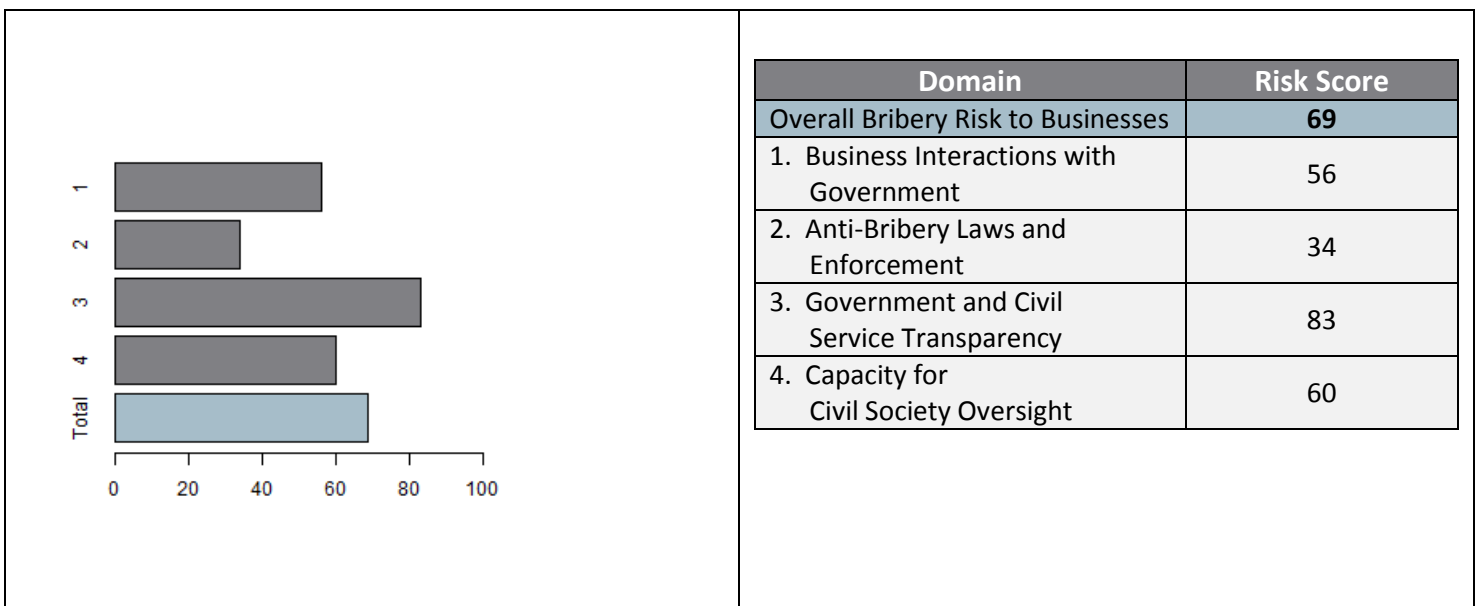 1
2
3
4
Total
0 20 40 60 80 100
Domain Risk Score
Overall Bribery Risk to Businesses 69
1. Business Interactions with
Government 56
2. Anti-Bribery Laws and
Enforcement 34
3. Government and Civil
Service Transparency 83
4. Capacity for
Civil Society Oversight 60